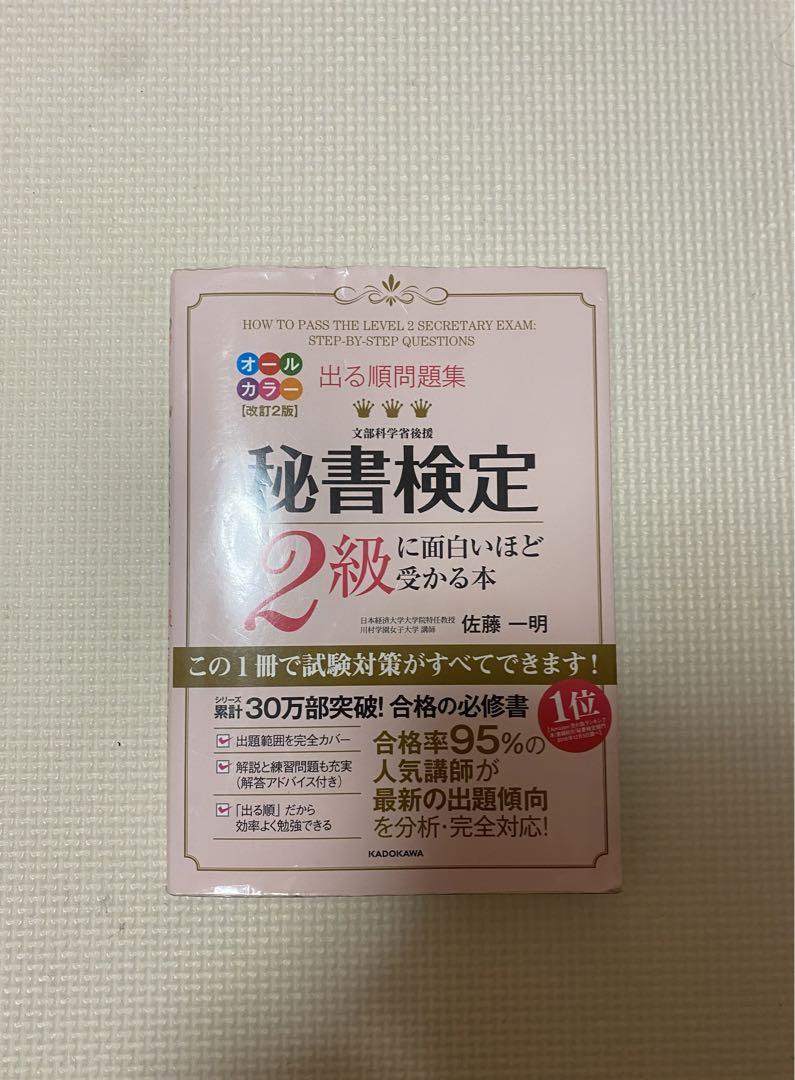 HOW TO PASS THE LEVEL 2 SECRETARY EXAM:
STEP-BY-STEP QUESTIONS
オール
カラー
【改訂2版】
出る順問題集
文部科学省後援
秘書検定
2級に面白いほど
受かる本
日本経済大学大学院特任教授
川村学園女子大学 講師
佐藤 一明
この1冊で試験対策がすべてできます!
シリーズ
累計30万部突破! 合格の必修書
1位
出題範囲を完全カバー
解説と練習問題も充実
(解答アドバイス付き)
「出る順」だから
効率よく勉強できる
合格率95%の
人気講師が
最新の出題傾向
を分析・完全対応!
KADOKAWA